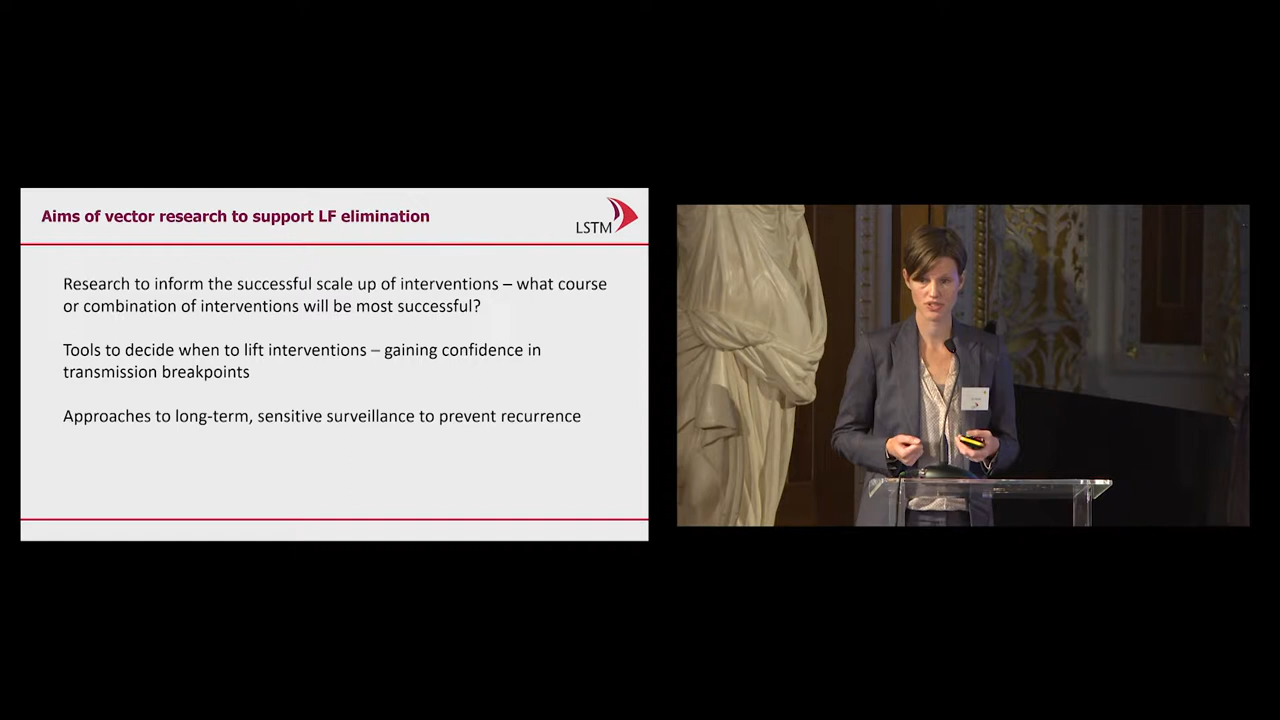 Aims of vector research to support LF elimination
LSTM
Research to inform the successful scale up of interventions – what course
or combination of interventions will be most successful?
Tools to decide when to lift interventions – gaining confidence in
transmission breakpoints
Approaches to long-term, sensitive surveillance to prevent recurrence